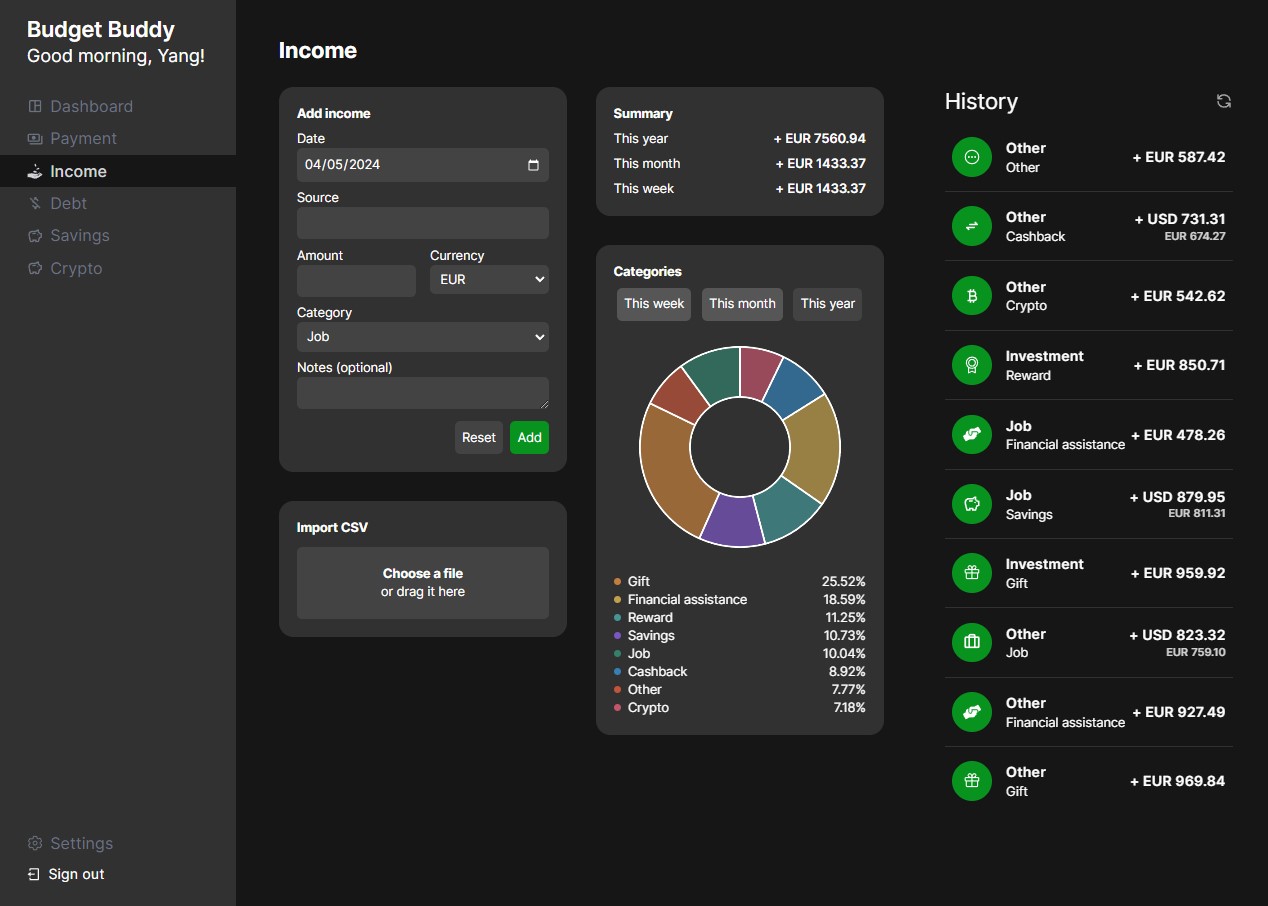 Budget Buddy
Good morning, Yang!
Dashboard
Payment
Income
Debt
Savings
Crypto
Settings
Sign out
Income
Add income
Date
04/05/2024
Source
Amount Currency
EUR
Category
Job
Notes (optional)
Reset Add
Import CSV
Choose a file
or drag it here
Summary
This year + EUR 7560.94
This month + EUR 1433.37
This week + EUR 1433.37
Categories
This week This month This year
Gift 25.52%
Financial assistance 18.59%
Reward 11.25%
Savings 10.73%
Job 10.04%
Cashback 8.92%
Other 7.77%
Crypto 7.18%
History
Other
Other
+ EUR 587.42
Other
Cashback
+ USD 731.31
EUR 674.27
Other
Crypto
+ EUR 542.62
Investment
Reward
+ EUR 850.71
Job
Financial assistance
+ EUR 478.26
Job
Savings
+ USD 879.95
EUR 811.31
Investment
Gift
+ EUR 959.92
Other
Job
+ USD 823.32
EUR 759.10
Other
Financial assistance
+ EUR 927.49
Other
Gift
+ EUR 969.84